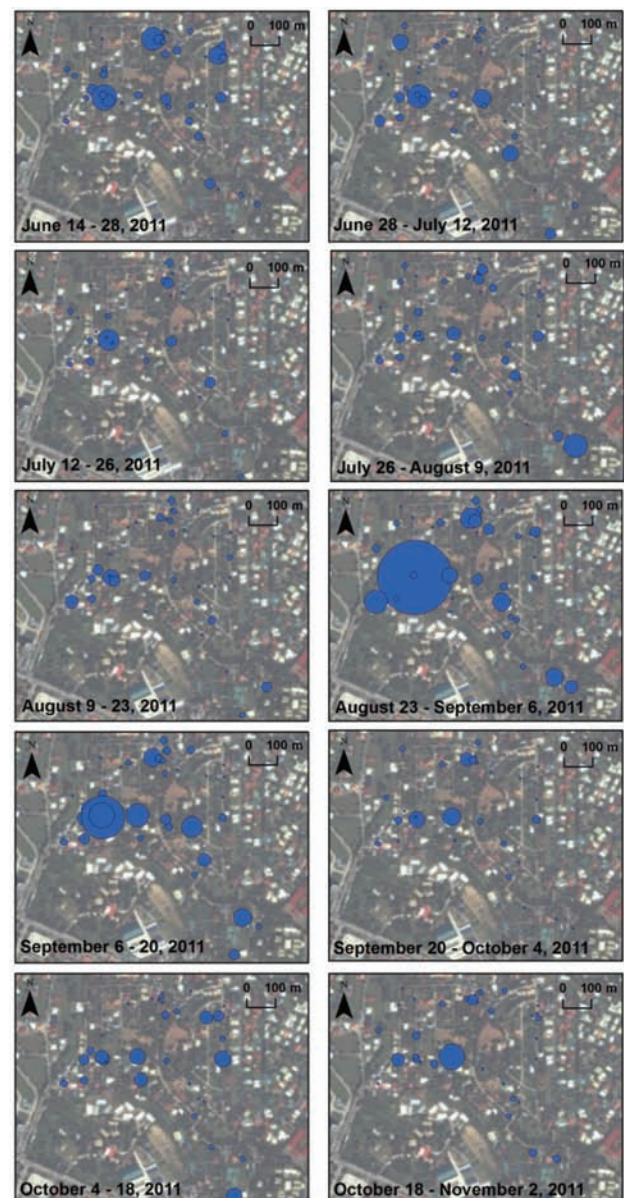 N
0 100 m
June 14 - 28, 2011
N
0 100 m
June 28 - July 12, 2011
N
0 100 m
July 12 - 26, 2011
N
0 100 m
July 26 - August 9, 2011
N
0 100 m
August 9 - 23, 2011
N
0 100 m
August 23 - September 6, 2011
N
0 100 m
September 6 - 20, 2011
N
0 100 m
September 20 - October 4, 2011
N
0 100 m
October 4 - 18, 2011
N
0 100 m
October 18 - November 2, 2011